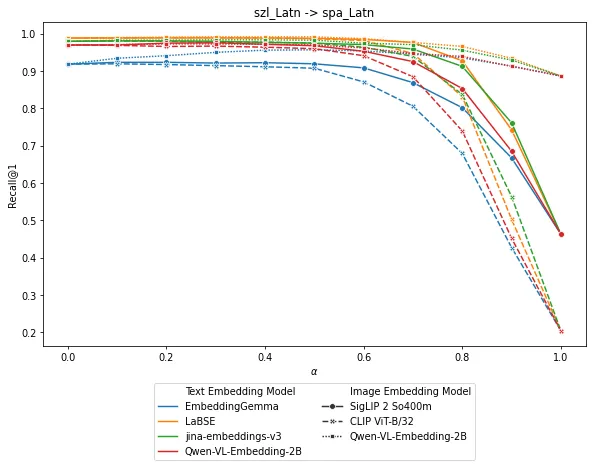 szl_Latn -> spa_Latn
Recall@1
1.0
0.9
0.8
0.7
0.6
0.5
0.4
0.3
0.2
0.0 0.2 0.4 0.6 0.8 1.0
α
Text Embedding Model Image Embedding Model
EmbeddingGemma SigLIP 2 So400m
LaBSE CLIP ViT-B/32
jina-embeddings-v3 Qwen-VL-Embedding-2B
Qwen-VL-Embedding-2B